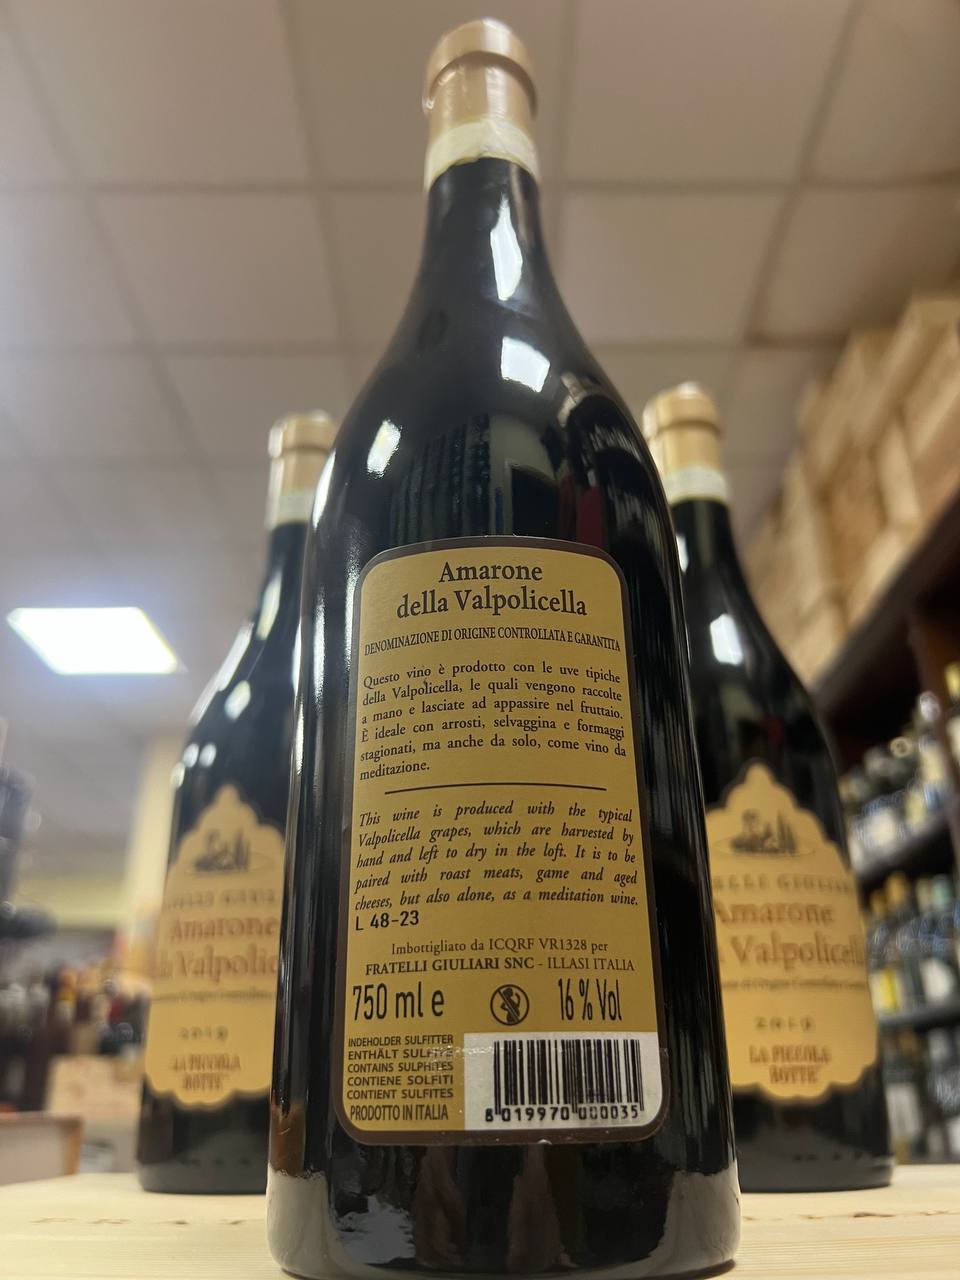 Amarone
della Valpolicella
DENOMINAZIONE DI ORIGINE CONTROLLATA E GARANTITA
Questo vino è prodotto con le uve tipiche
della Valpolicella, le quali vengono raccolte
a mano e lasciate ad appassire nel fruttaio.
È ideale con arrosti, selvaggina e formaggi
stagionati, ma anche da solo, come vino da
meditazione.
This wine is produced with the typical
Valpolicella grapes, which are harvested by
hand and left to dry in the loft. It is to be
paired with roast meats, game and aged
cheeses, but also alone, as a meditation wine.
L 48-23
Imbottigliato da ICQRF VR1328 per
FRATELLI GIULIARI SNC - ILLASI ITALIA
750 ml e
16 % Vol
INDEHOLDER SULFITTER
ENTHÄLT SULFITE
CONTAINS SULPHITES
CONTIENE SOLFITI
CONTIENT SULFITES
PRODOTTO IN ITALIA
8 019970 000035
Amarone
2019
LA PICCOLA
BOTTE
Amarone
Valpolicella
2019
LA PICCOLA
BOTTE